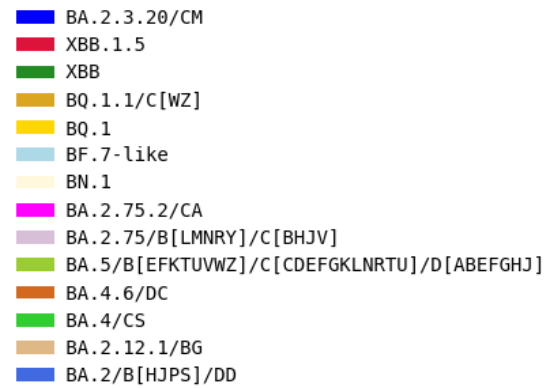 BA.2.3.20/CM
XBB.1.5
XBB
BQ.1.1/C[WZ]
BQ.1
BF.7-like
BN.1
BA.2.75.2/CA
BA.2.75/B[LMNRY]/C[BHJV]
BA.5/B[EFKTUVWZ]/C[CDEFGKLNRTU]/D[ABEFGHJ]
BA.4.6/DC
BA.4/CS
BA.2.12.1/BG
BA.2/B[HJPS]/DD